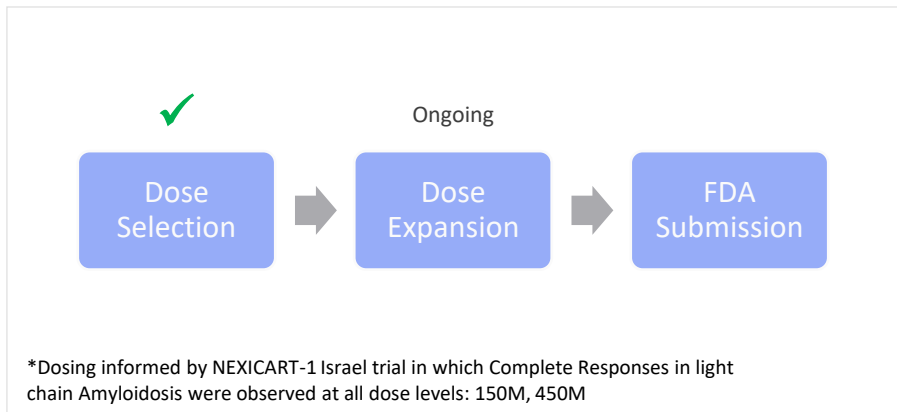 Ongoing
Dose
Selection
Dose
Expansion
FDA
Submission
*Dosing informed by NEXICART-1 Israel trial in which Complete Responses in light
chain Amyloidosis were observed at all dose levels: 150M, 450M